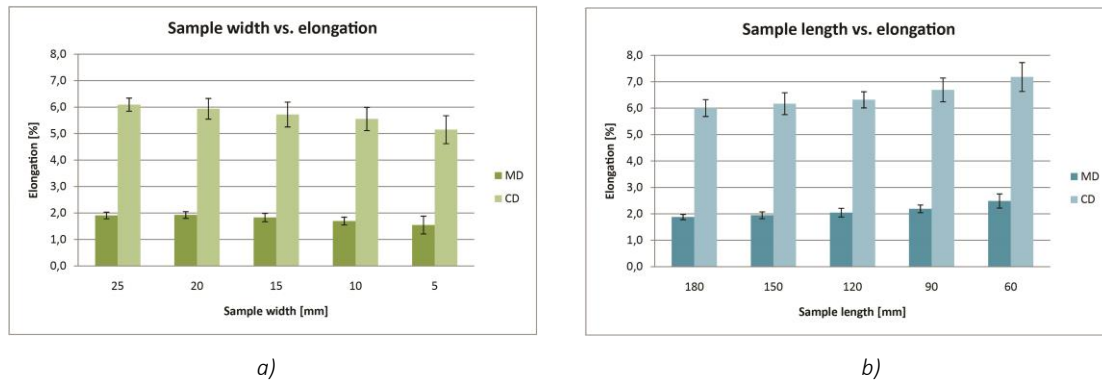 Sample width vs. elongation
8,0
7,0
6,0
5,0
4,0
3,0
2,0
1,0
0,0
Elongation [%]
25 20 15 10 5
Sample width [mm]
MD
CD
a)
Sample length vs. elongation
8,0
7,0
6,0
5,0
4,0
3,0
2,0
1,0
0,0
Elongation [%]
180 150 120 90 60
Sample length [mm]
MD
CD
b)